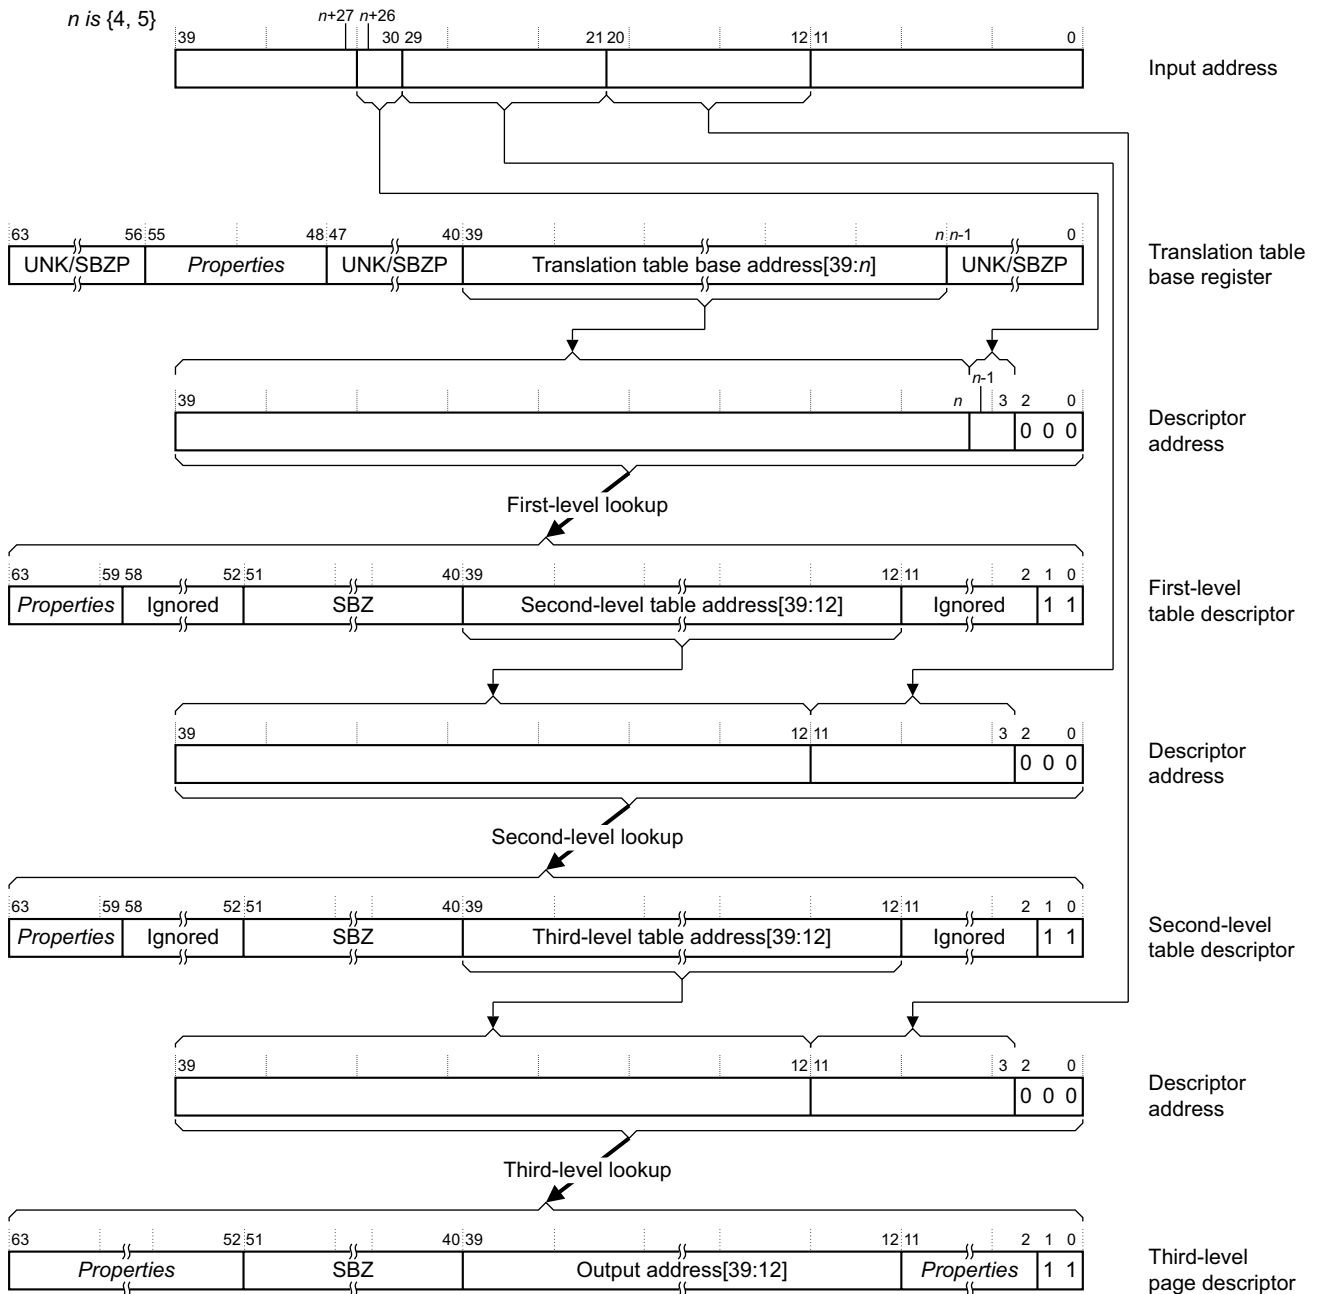 n is {4, 5}
n+27 n+26
39 30 29 21 20 12 11 0
Input address
63 56 55 48 47 40 39 n n-1 0
UNK/SBZP Properties UNK/SBZP Translation table base address[39:n] UNK/SBZP
Translation table
base register
n-1
39 n 3 2 0
0 0 0
Descriptor
address
First-level lookup
63 59 58 52 51 40 39 12 11 2 1 0
Properties Ignored SBZ Second-level table address[39:12] Ignored 1 1
First-level
table descriptor
39 12 11 3 2 0
0 0 0
Descriptor
address
Second-level lookup
63 59 58 52 51 40 39 12 11 2 1 0
Properties Ignored SBZ Third-level table address[39:12] Ignored 1 1
Second-level
table descriptor
39 12 11 3 2 0
0 0 0
Descriptor
address
Third-level lookup
63 52 51 40 39 12 11 2 1 0
Properties SBZ Output address[39:12] Properties 1 1
Third-level
page descriptor